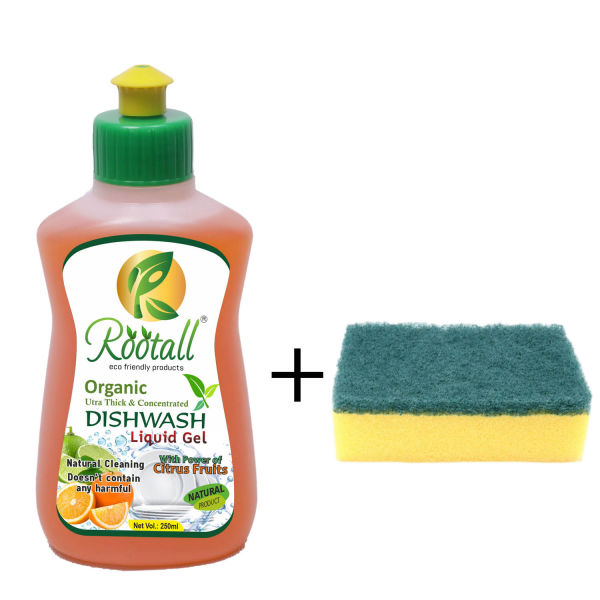 Rootall®
eco friendly products
Organic
Utra Thick & Concentrated
DISHWASH
Liquid Gel
Natural Cleaning
Doesn't contain
any harmful
With Power of
Citrus Fruits
NATURAL
PRODUCT
Net Vol.: 250ml
+